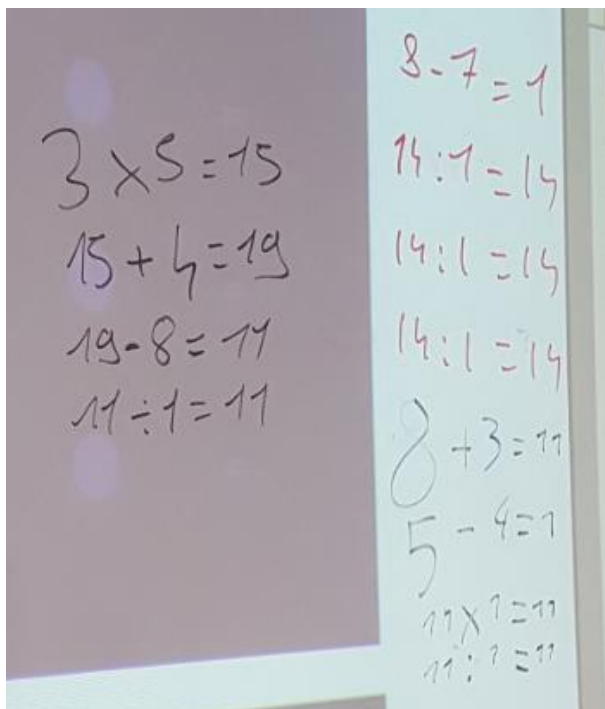 3 × 5 = 15
15 + 4 = 19
19 - 8 = 11
11 ÷ 1 = 11
8 - 7 = 1
14 : 1 = 14
14 : 1 = 14
14 : 1 = 14
8 + 3 = 11
5 - 4 = 1
11 × 1 = 11
11 : 1 = 11